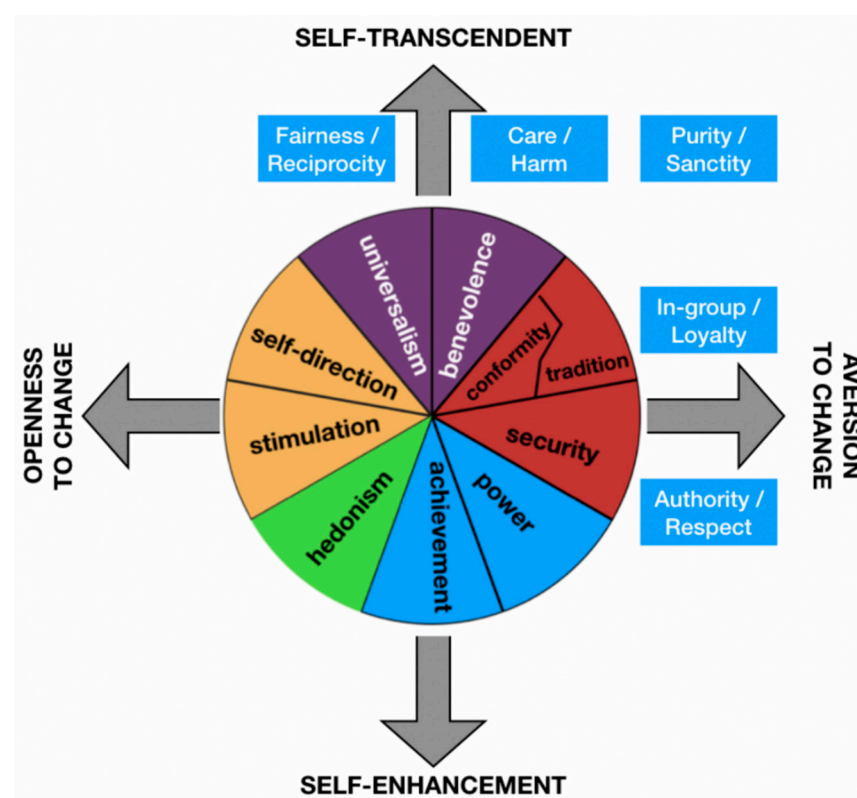 SELF-TRANSCENDENT
Fairness /
Reciprocity
Care /
Harm
Purity /
Sanctity
universalism
benevolence
self-direction
conformity
tradition
In-group /
Loyalty
OPENNESS
TO CHANGE
AVERSION
TO CHANGE
stimulation
security
hedonism
achievement
power
Authority /
Respect
SELF-ENHANCEMENT